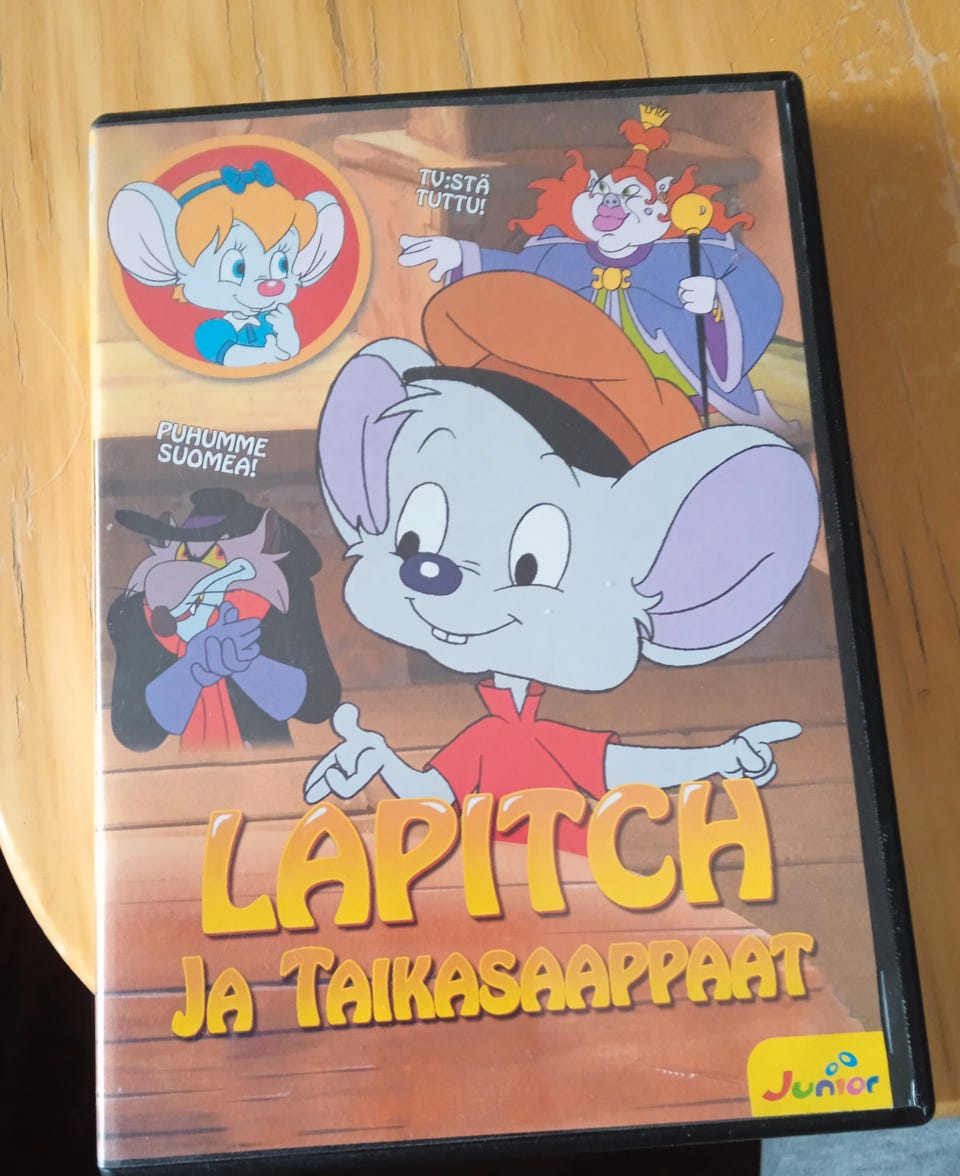 TV:STÄ
TUTTU!
PUHUMME
SUOMEA!
LAPITCH
JA TAIKASAAPPAAT
Junior